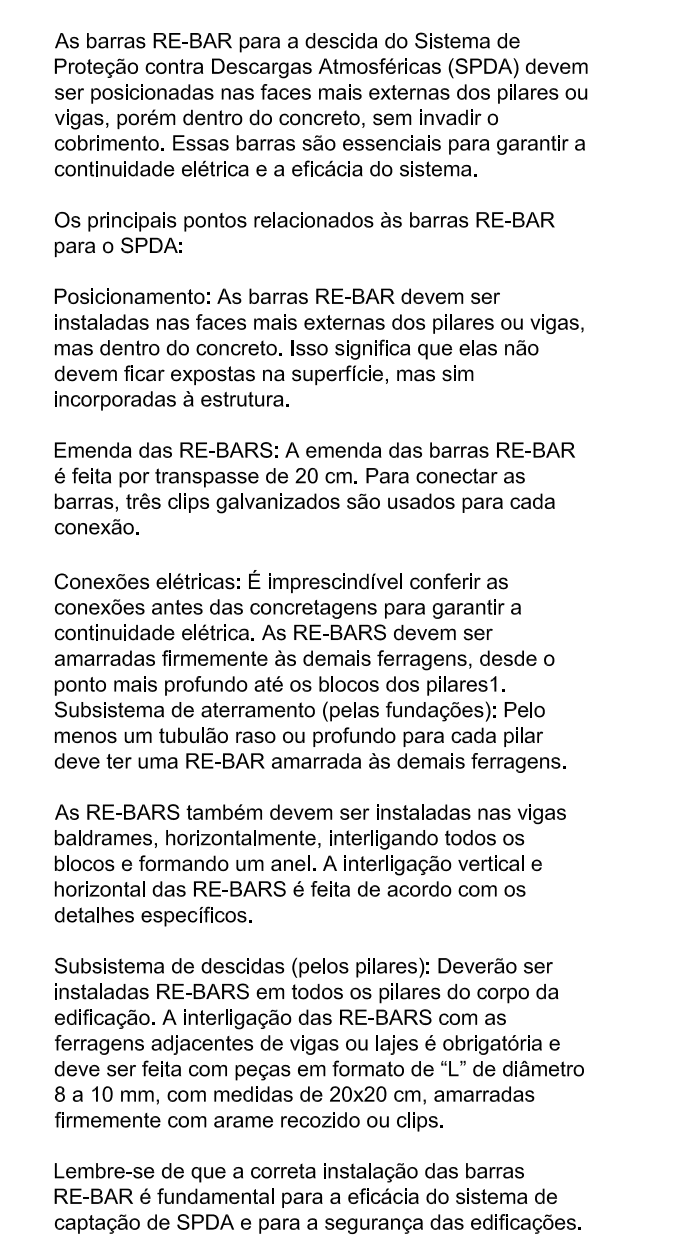 As barras RE-BAR para a descida do Sistema de
Proteção contra Descargas Atmosféricas (SPDA) devem
ser posicionadas nas faces mais externas dos pilares ou
vigas, porém dentro do concreto, sem invadir o
cobrimento. Essas barras são essenciais para garantir a
continuidade elétrica e a eficácia do sistema.
Os principais pontos relacionados às barras RE-BAR
para o SPDA:
Posicionamento: As barras RE-BAR devem ser
instaladas nas faces mais externas dos pilares ou vigas,
mas dentro do concreto. Isso significa que elas não
devem ficar expostas na superfície, mas sim
incorporadas à estrutura.
Emenda das RE-BARS: A emenda das barras RE-BAR
é feita por transpasse de 20 cm. Para conectar as
barras, três clips galvanizados são usados para cada
conexão.
Conexões elétricas: É imprescindível conferir as
conexões antes das concretagens para garantir a
continuidade elétrica. As RE-BARS devem ser
amarradas firmemente às demais ferragens, desde o
ponto mais profundo até os blocos dos pilares1.
Subsistema de aterramento (pelas fundações): Pelo
menos um tubulão raso ou profundo para cada pilar
deve ter uma RE-BAR amarrada às demais ferragens.
As RE-BARS também devem ser instaladas nas vigas
baldrames, horizontalmente, interligando todos os
blocos e formando um anel. A interligação vertical e
horizontal das RE-BARS é feita de acordo com os
detalhes específicos.
Subsistema de descidas (pelos pilares): Deverão ser
instaladas RE-BARS em todos os pilares do corpo da
edificação. A interligação das RE-BARS com as
ferragens adjacentes de vigas ou lajes é obrigatória e
deve ser feita com peças em formato de “L” de diâmetro
8 a 10 mm, com medidas de 20x20 cm, amarradas
firmemente com arame recozido ou clips.
Lembre-se de que a correta instalação das barras
RE-BAR é fundamental para a eficácia do sistema de
captação de SPDA e para a segurança das edificações.